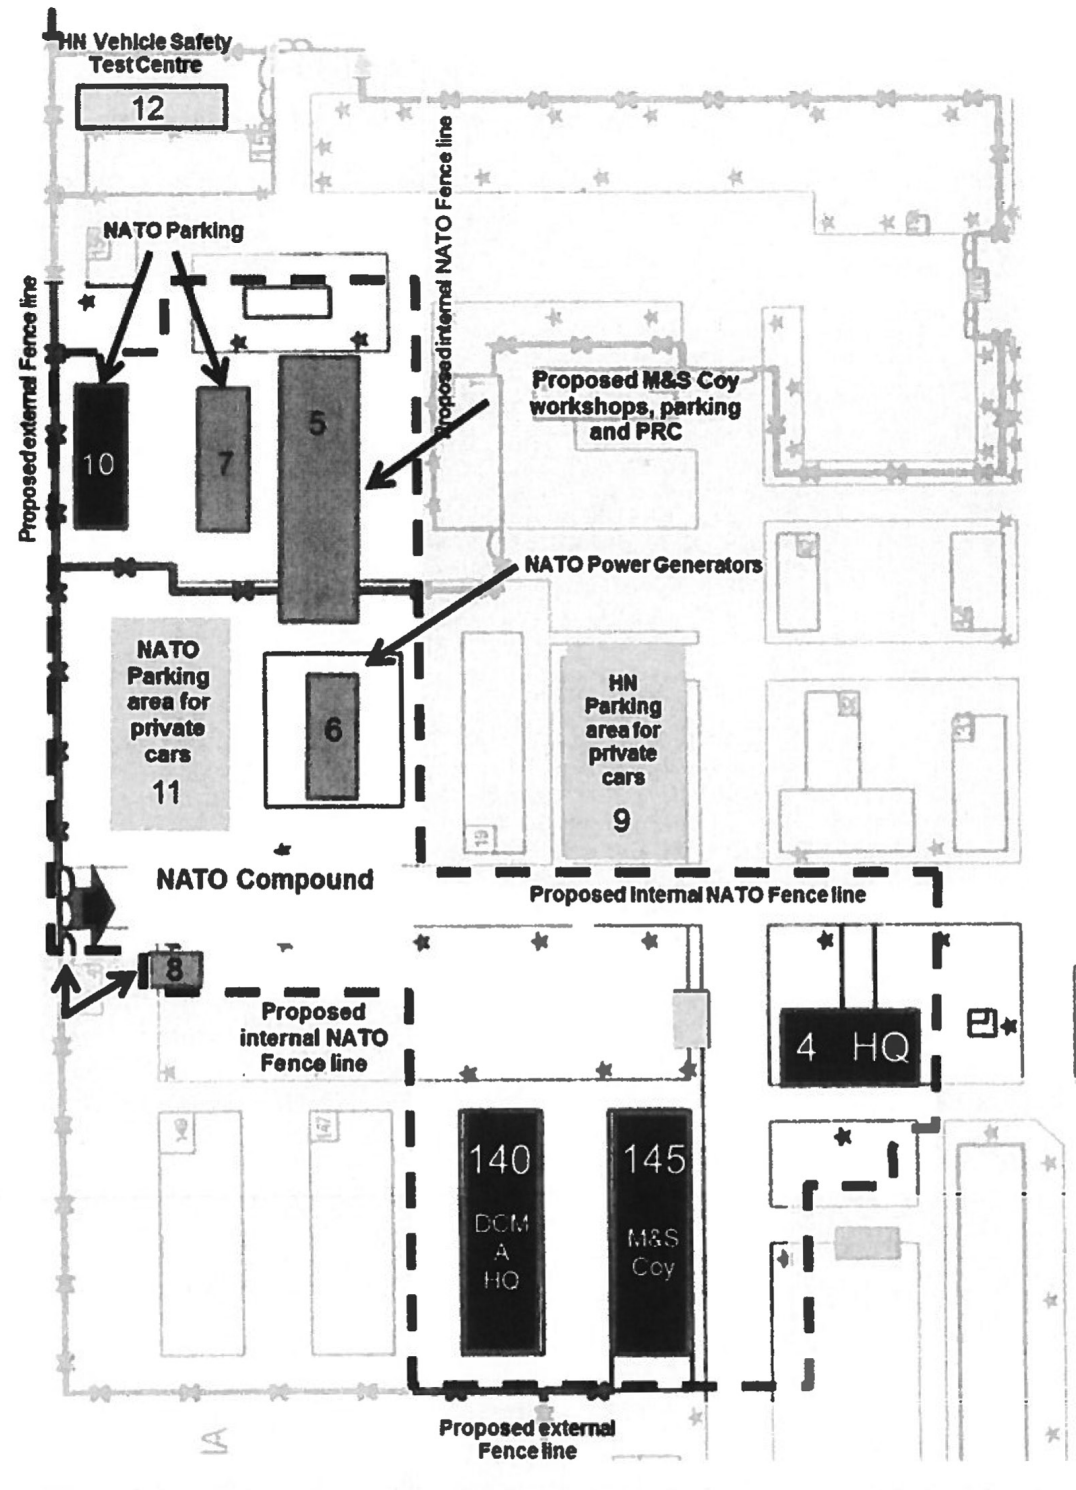 HN Vehicle Safety
Test Centre
12
NATO Parking
Proposed internal NATO Fence line
Proposed external Fence line
5
Proposed M&S Coy
workshops, parking
and PRC
10
7
NATO Power Generators
NATO
Parking
area for
private
cars
11
6
HN
Parking
area for
private
cars
9
19
NATO Compound
Proposed Internal NATO Fence line
8
Proposed
internal NATO
Fence line
4 HQ
149
147
140
DCM
A
HQ
145
M&S
Coy
Proposed external
Fence line